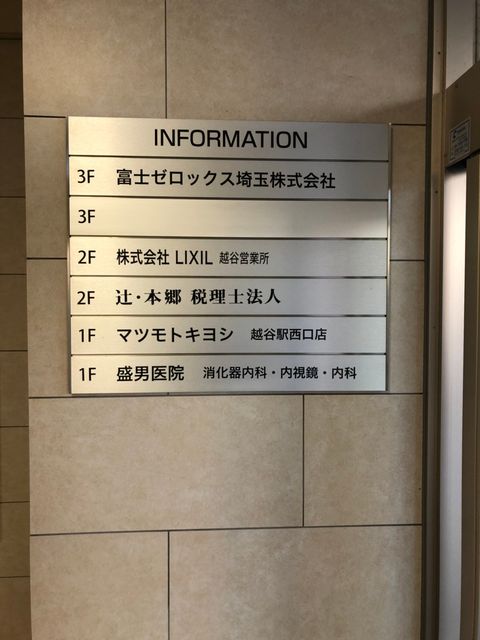 INFORMATION
3F 富士ゼロックス埼玉株式会社
3F
2F 株式会社 LIXIL 越谷営業所
2F 辻・本郷 税理士法人
1F マツモトキヨシ 越谷駅西口店
1F 盛男医院 消化器内科・内視鏡・内科